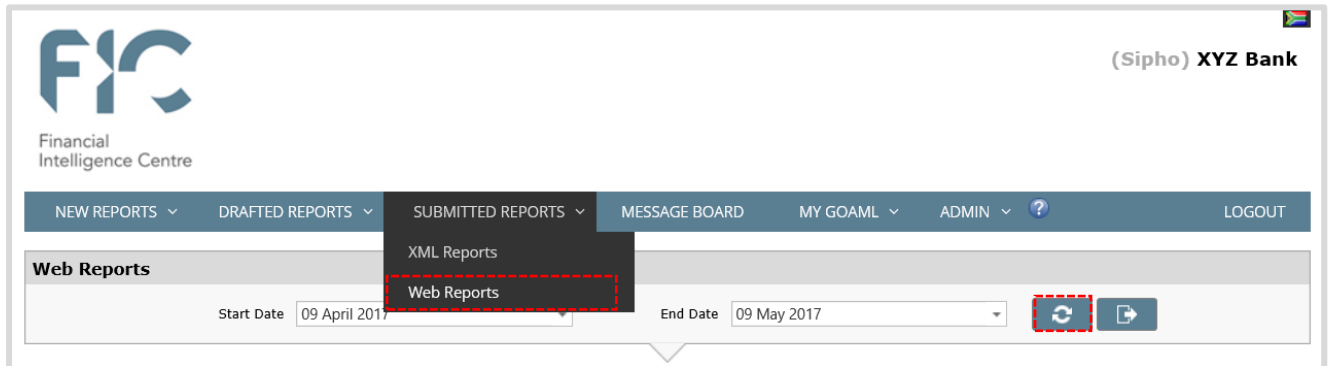 FIC
Financial
Intelligence Centre
(Sipho) XYZ Bank
NEW REPORTS DRAFTED REPORTS SUBMITTED REPORTS MESSAGE BOARD MY GOAML ADMIN ? LOGOUT
XML Reports
Web Reports
Web Reports
Start Date 09 April 2017 End Date 09 May 2017